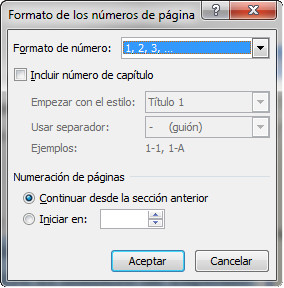 Formato de los números de página
Formato de número: 1, 2, 3, ...
Incluir número de capítulo
Empezar con el estilo: Título 1
Usar separador: - (guión)
Ejemplos: 1-1, 1-A
Numeración de páginas
Continuar desde la sección anterior
Iniciar en:
Aceptar Cancelar